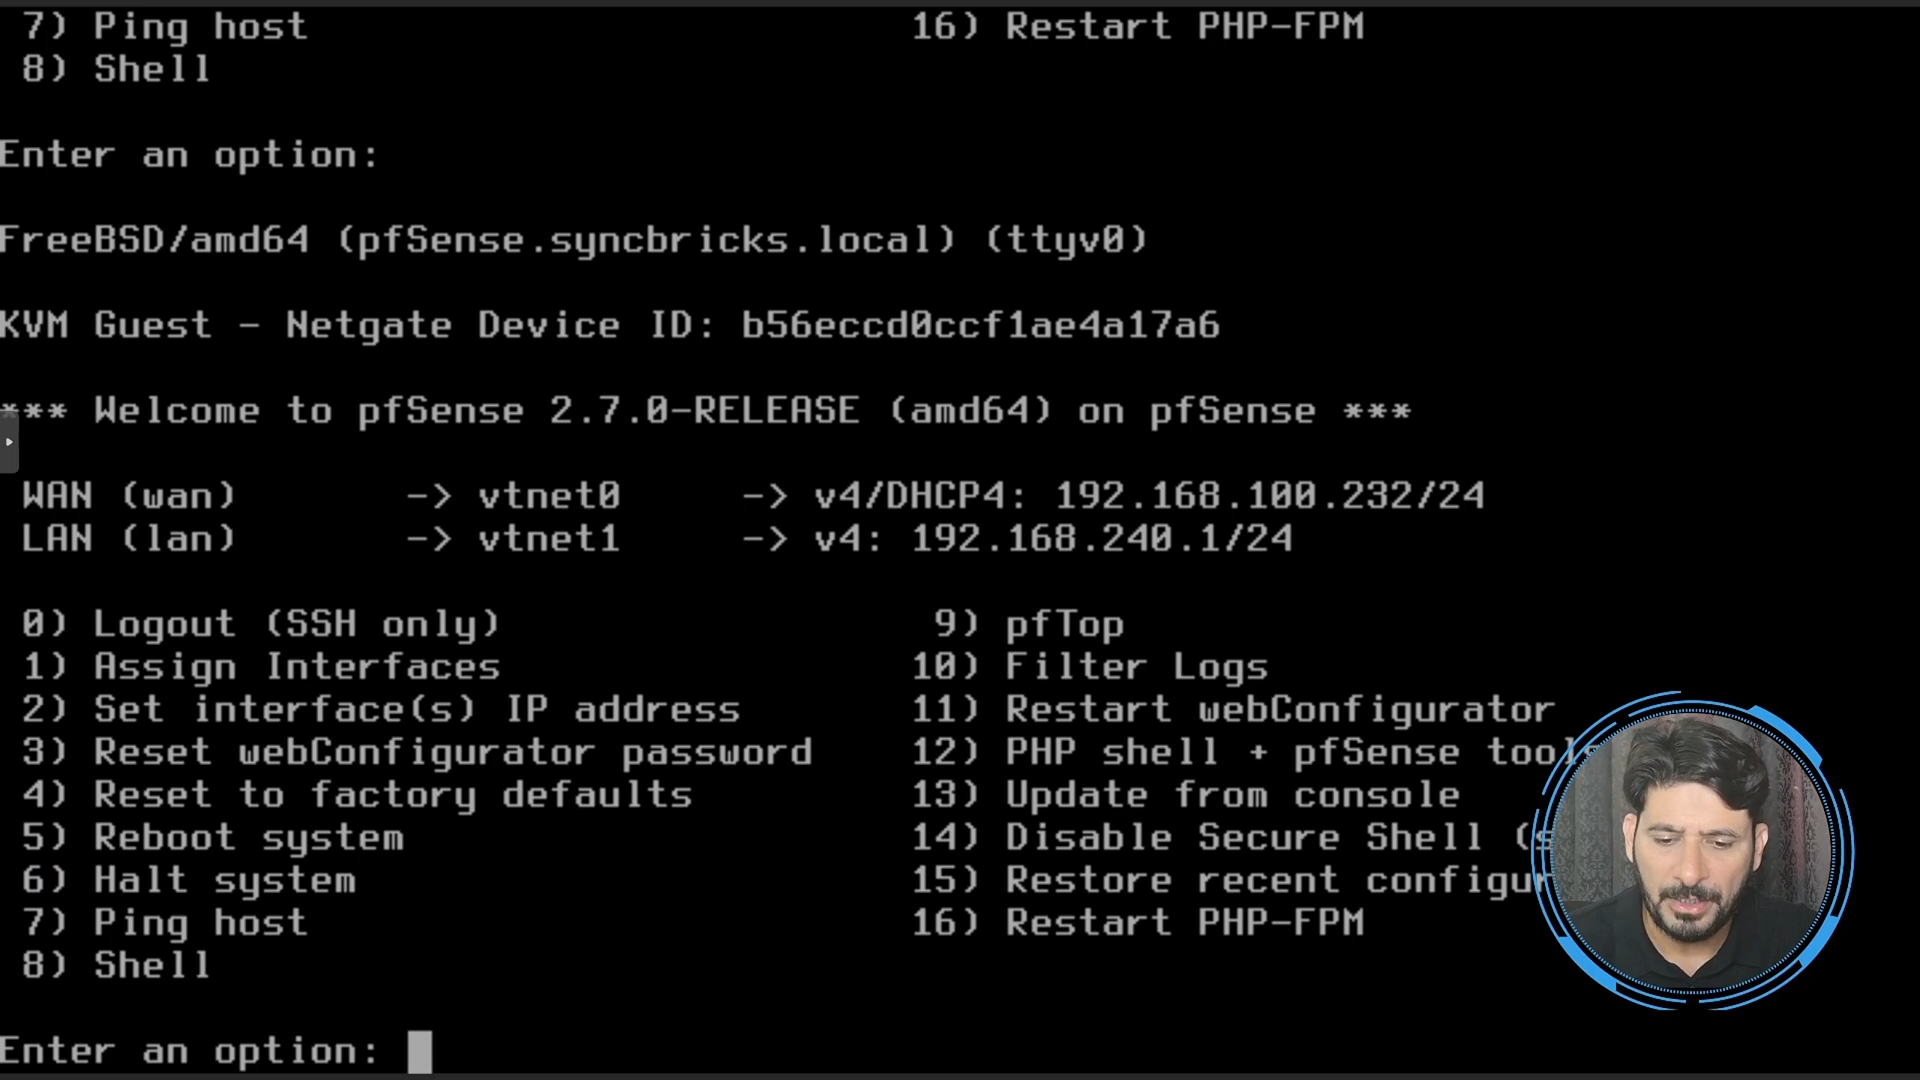 7) Ping host 16) Restart PHP-FPM
8) Shell
Enter an option:
FreeBSD/amd64 (pfSense.syncbricks.local) (ttyv0)
KVM Guest - Netgate Device ID: b56eccd0ccf1ae4a17a6
*** Welcome to pfSense 2.7.0-RELEASE (amd64) on pfSense ***
WAN (wan) -> vtnet0 -> v4/DHCP4: 192.168.100.232/24
LAN (lan) -> vtnet1 -> v4: 192.168.240.1/24
0) Logout (SSH only) 9) pfTop
1) Assign Interfaces 10) Filter Logs
2) Set interface(s) IP address 11) Restart webConfigurator
3) Reset webConfigurator password 12) PHP shell + pfSense tools
4) Reset to factory defaults 13) Update from console
5) Reboot system 14) Disable Secure Shell (s
6) Halt system 15) Restore recent configur
7) Ping host 16) Restart PHP-FPM
8) Shell
Enter an option: